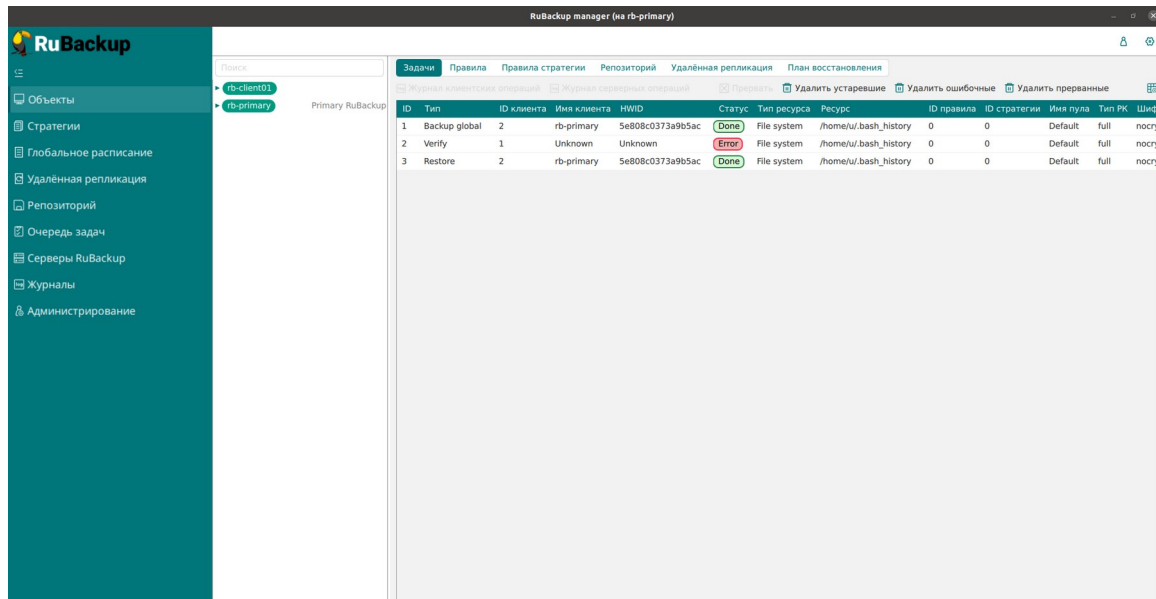 RuBackup manager (на rb-primary)
RuBackup
Объекты
Стратегии
Глобальное расписание
Удалённая репликация
Репозиторий
Очередь задач
Серверы RuBackup
Журналы
Администрирование
Поиск
rb-client01
rb-primary Primary RuBackup
Задачи Правила Правила стратегии Репозиторий Удалённая репликация План восстановления
Журнал клиентских операций Журнал серверных операций Прервать Удалить устаревшие Удалить ошибочные Удалить прерванные
ID Тип ID клиента Имя клиента HWID Статус Тип ресурса Ресурс ID правила ID стратегии Имя пула Тип РК Шиф
1 Backup global 2 rb-primary 5e808c0373a9b5ac Done File system /home/u/.bash_history 0 0 Default full nocry
2 Verify 1 Unknown Unknown Error File system /home/u/.bash_history 0 0 Default full nocry
3 Restore 2 rb-primary 5e808c0373a9b5ac Done File system /home/u/.bash_history 0 0 Default full nocry